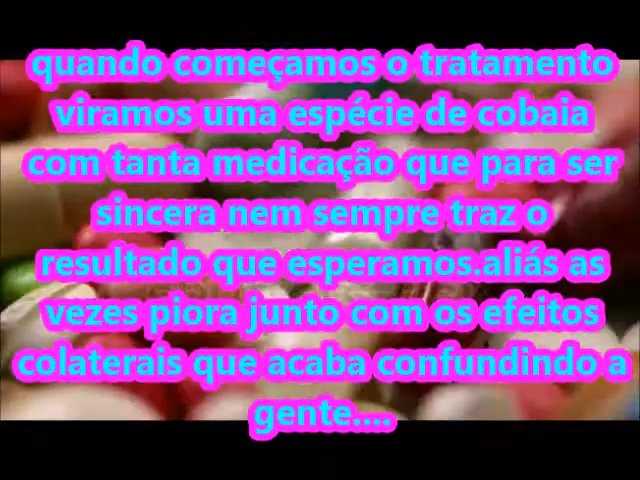 quando começamos o tratamento
viramos uma espécie de cobaia
com tanta medicação que para ser
sincera nem sempre traz o
resultado que esperamos.aliás as
vezes piora junto com os efeitos
colaterais que acaba confundindo a
gente....